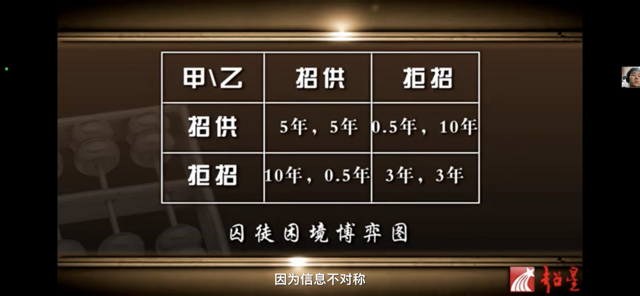 甲\乙 招供 拒招
招供 5年，5年 0.5年，10年
拒招 10年，0.5年 3年，3年
囚徒困境博弈图
因为信息不对称
超星